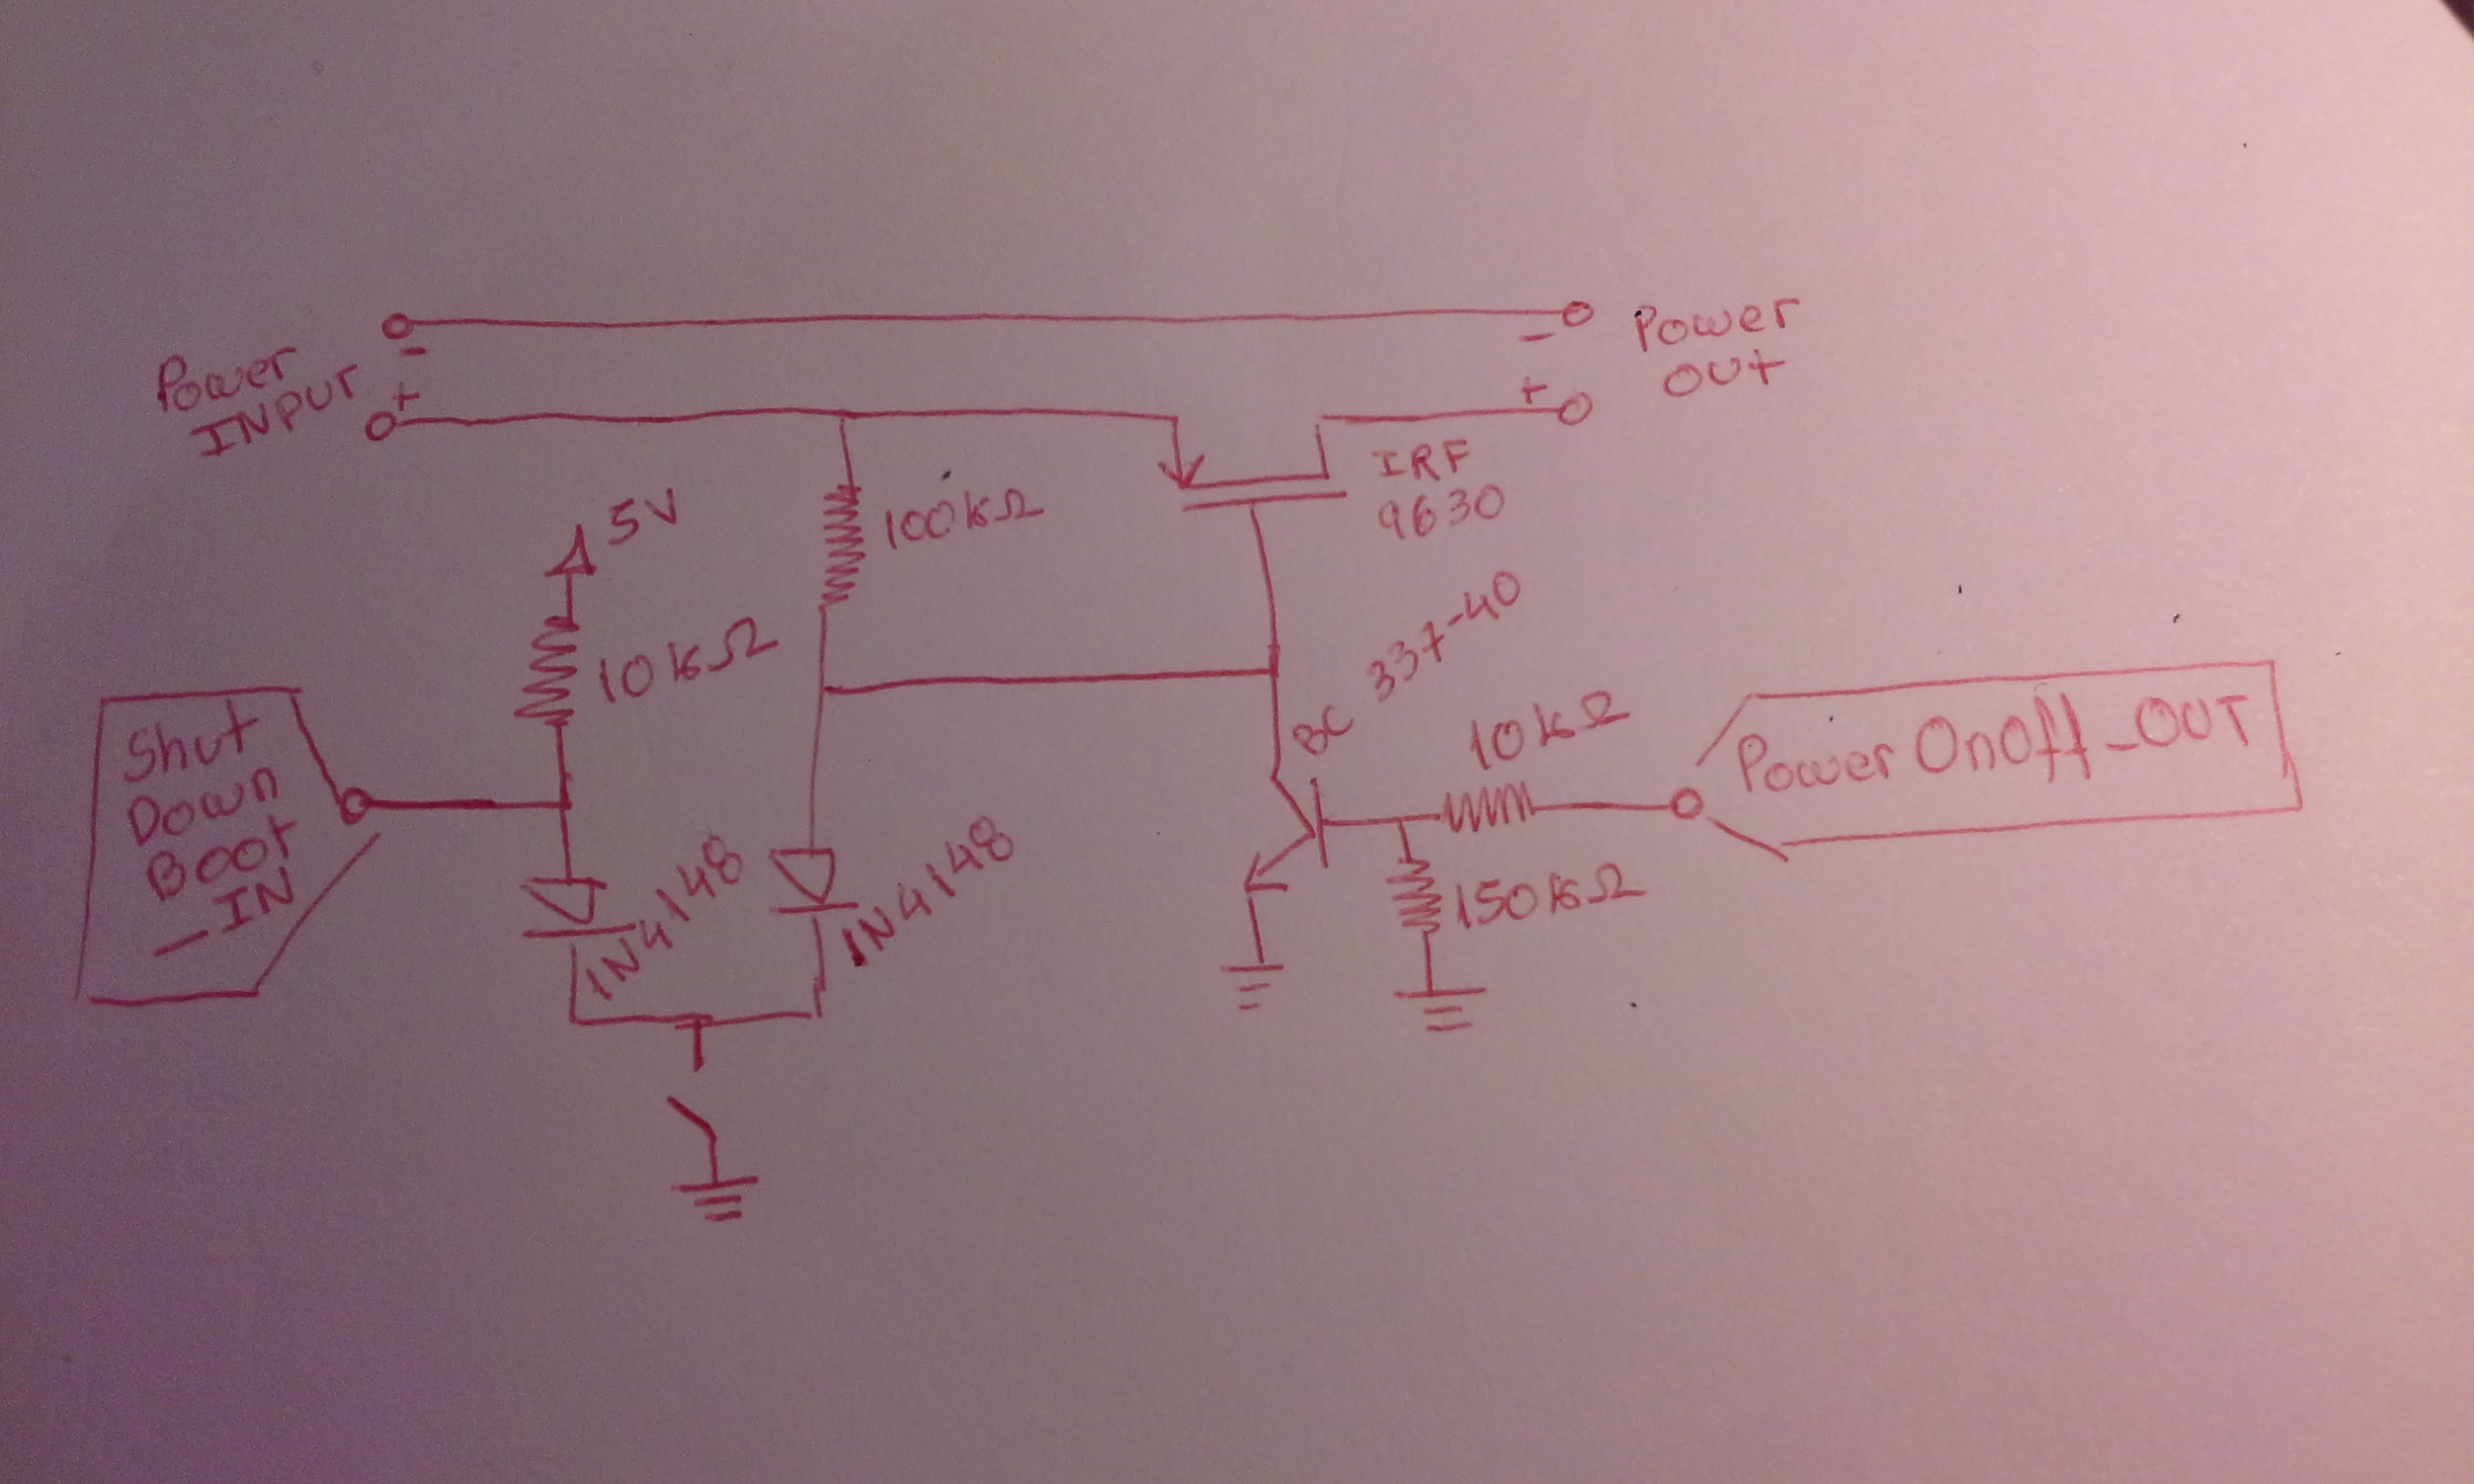 Power
INPUT
-
+
-
+
Power
OUT
IRF
9630
5V
100kΩ
10kΩ
BC 337-40
10kΩ
Shut
Down
Boot
_IN
Power OnOff_OUT
1N4148
1N4148
150kΩ